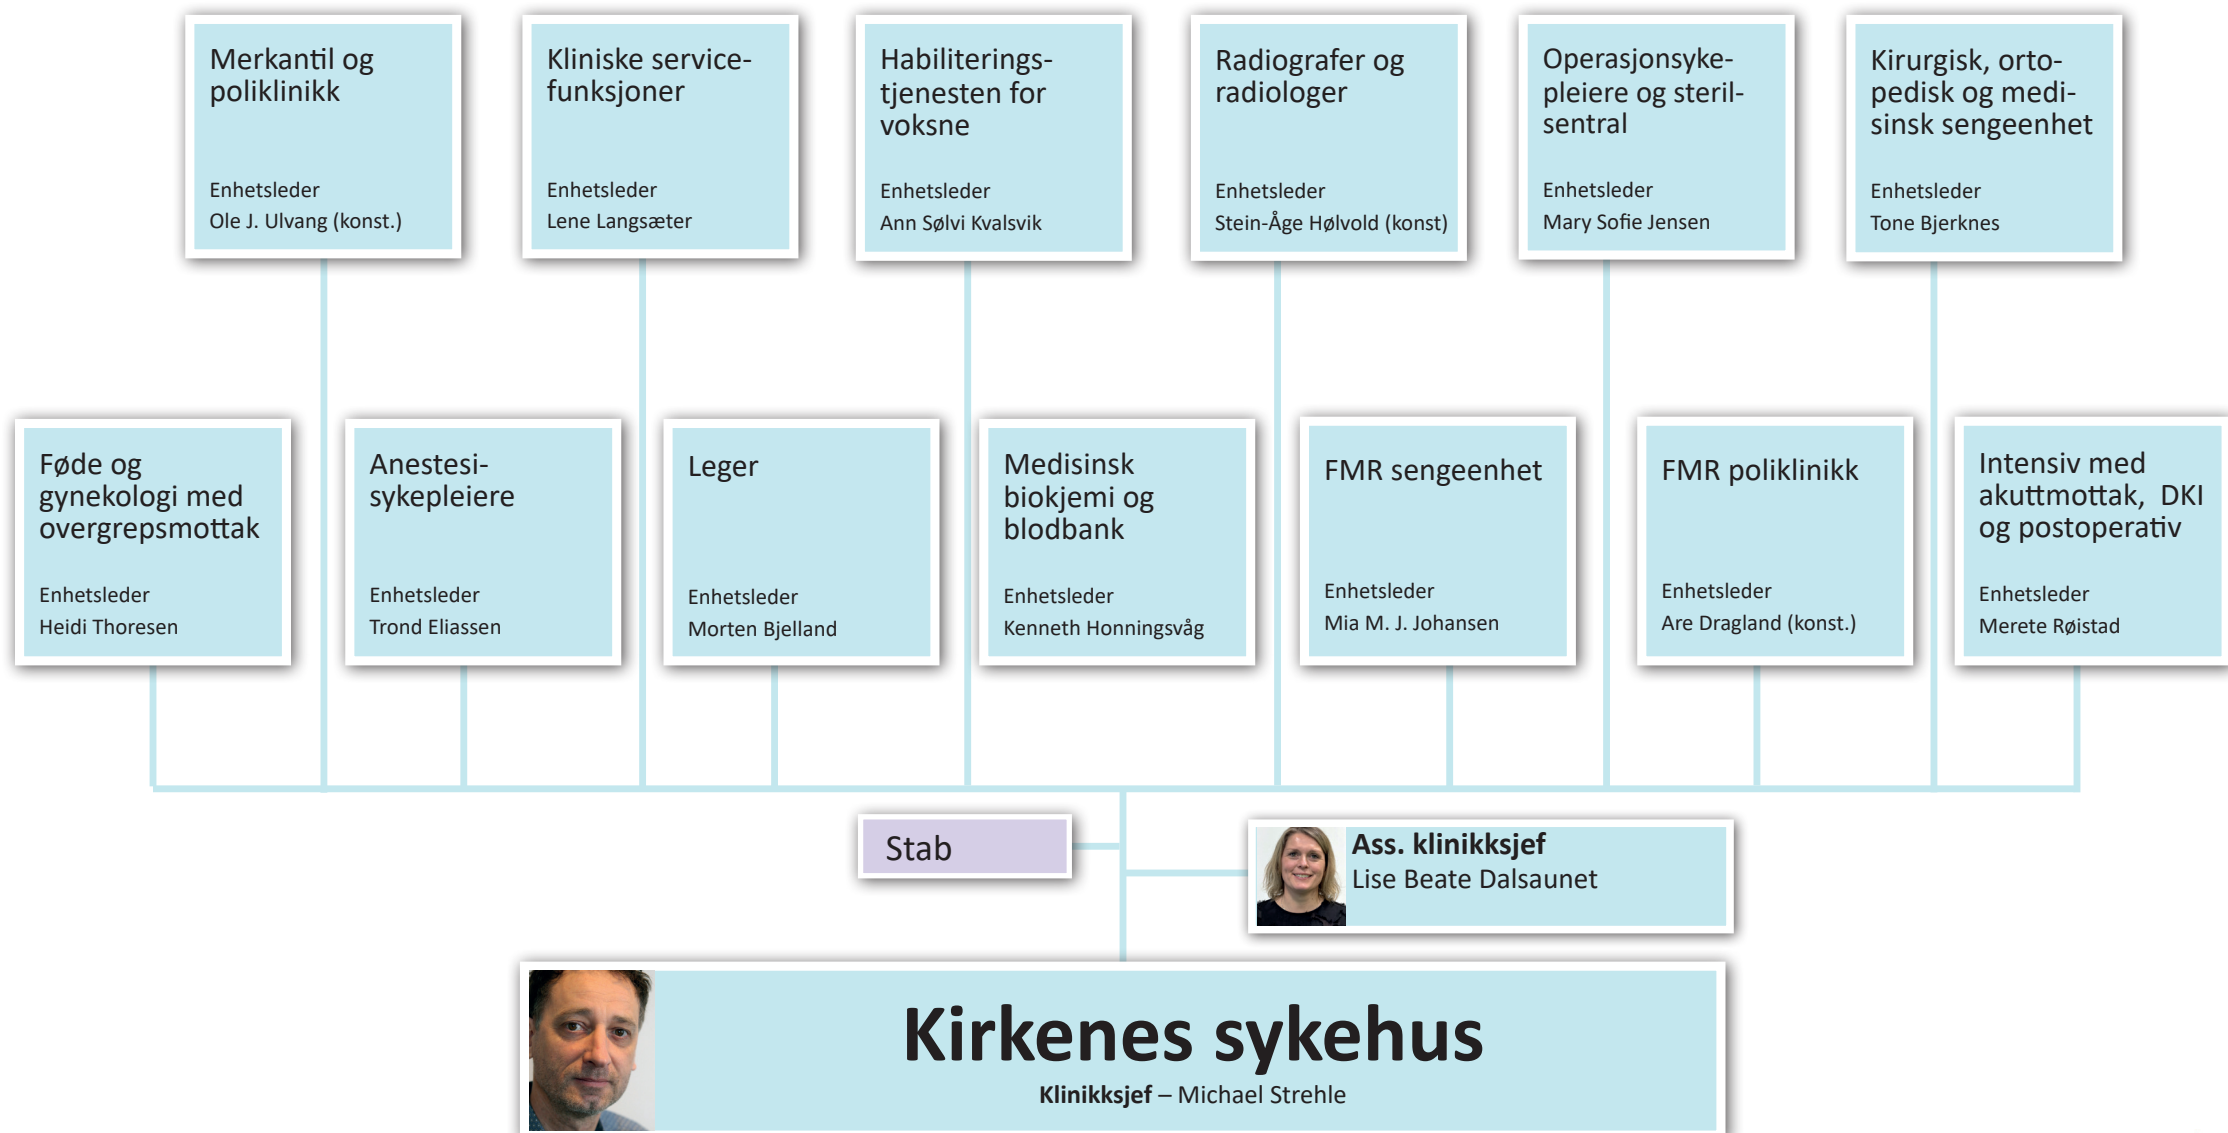 Merkantil og
poliklinikk
Enhetsleder
Ole J. Ulvang (konst.)
Kliniske service-
funksjoner
Enhetsleder
Lene Langsæter
Habiliterings-
tjenesten for
voksne
Enhetsleder
Ann Sølvi Kvalsvik
Radiografer og
radiologer
Enhetsleder
Stein-Åge Hølvold (konst)
Operasjonsyke-
pleiere og steril-
sentral
Enhetsleder
Mary Sofie Jensen
Kirurgisk, orto-
pedisk og medi-
sinsk sengeenhet
Enhetsleder
Tone Bjerknes
Føde og
gynekologi med
overgrepsmottak
Enhetsleder
Heidi Thoresen
Anestesi-
sykepleiere
Enhetsleder
Trond Eliassen
Leger
Enhetsleder
Morten Bjelland
Medisinsk
biokjemi og
blodbank
Enhetsleder
Kenneth Honningsvåg
FMR sengeenhet
Enhetsleder
Mia M. J. Johansen
FMR poliklinikk
Enhetsleder
Are Dragland (konst.)
Intensiv med
akuttmottak, DKI
og postoperativ
Enhetsleder
Merete Røistad
Stab
Ass. klinikksjef
Lise Beate Dalsaunet
Kirkenes sykehus
Klinikksjef – Michael Strehle